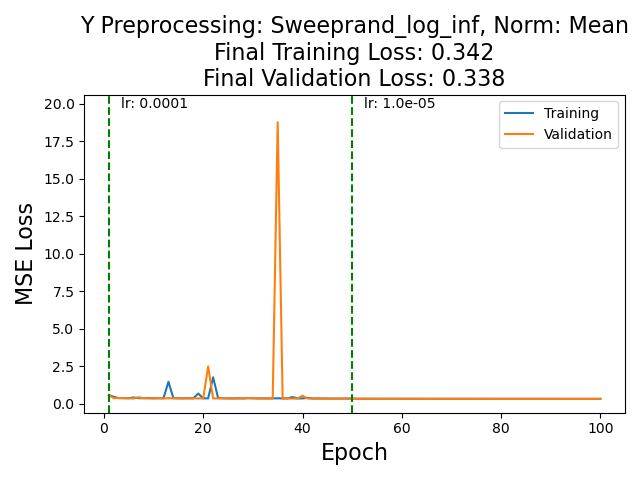 Y Preprocessing: Sweeprand_log_inf, Norm: Mean
Final Training Loss: 0.342
Final Validation Loss: 0.338
lr: 0.0001
lr: 1.0e-05
Training
Validation
MSE Loss
20.0
17.5
15.0
12.5
10.0
7.5
5.0
2.5
0.0
0
20
40
60
80
100
Epoch